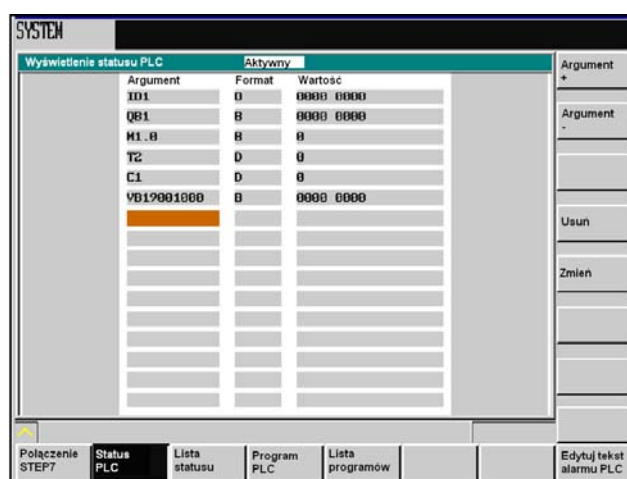 SYSTEM
Wyświetlenie statusu PLC Aktywny
Argument Format Wartość
ID1 D 0000 0000
QB1 B 0000 0000
M1.0 B 0
T2 D 0
C1 D 0
VB19001000 B 0000 0000
Argument
+
Argument
-
Usuń
Zmień
Połączenie
STEP7
Status
PLC
Lista
statusu
Program
PLC
Lista
programów
Edytuj tekst
alarmu PLC